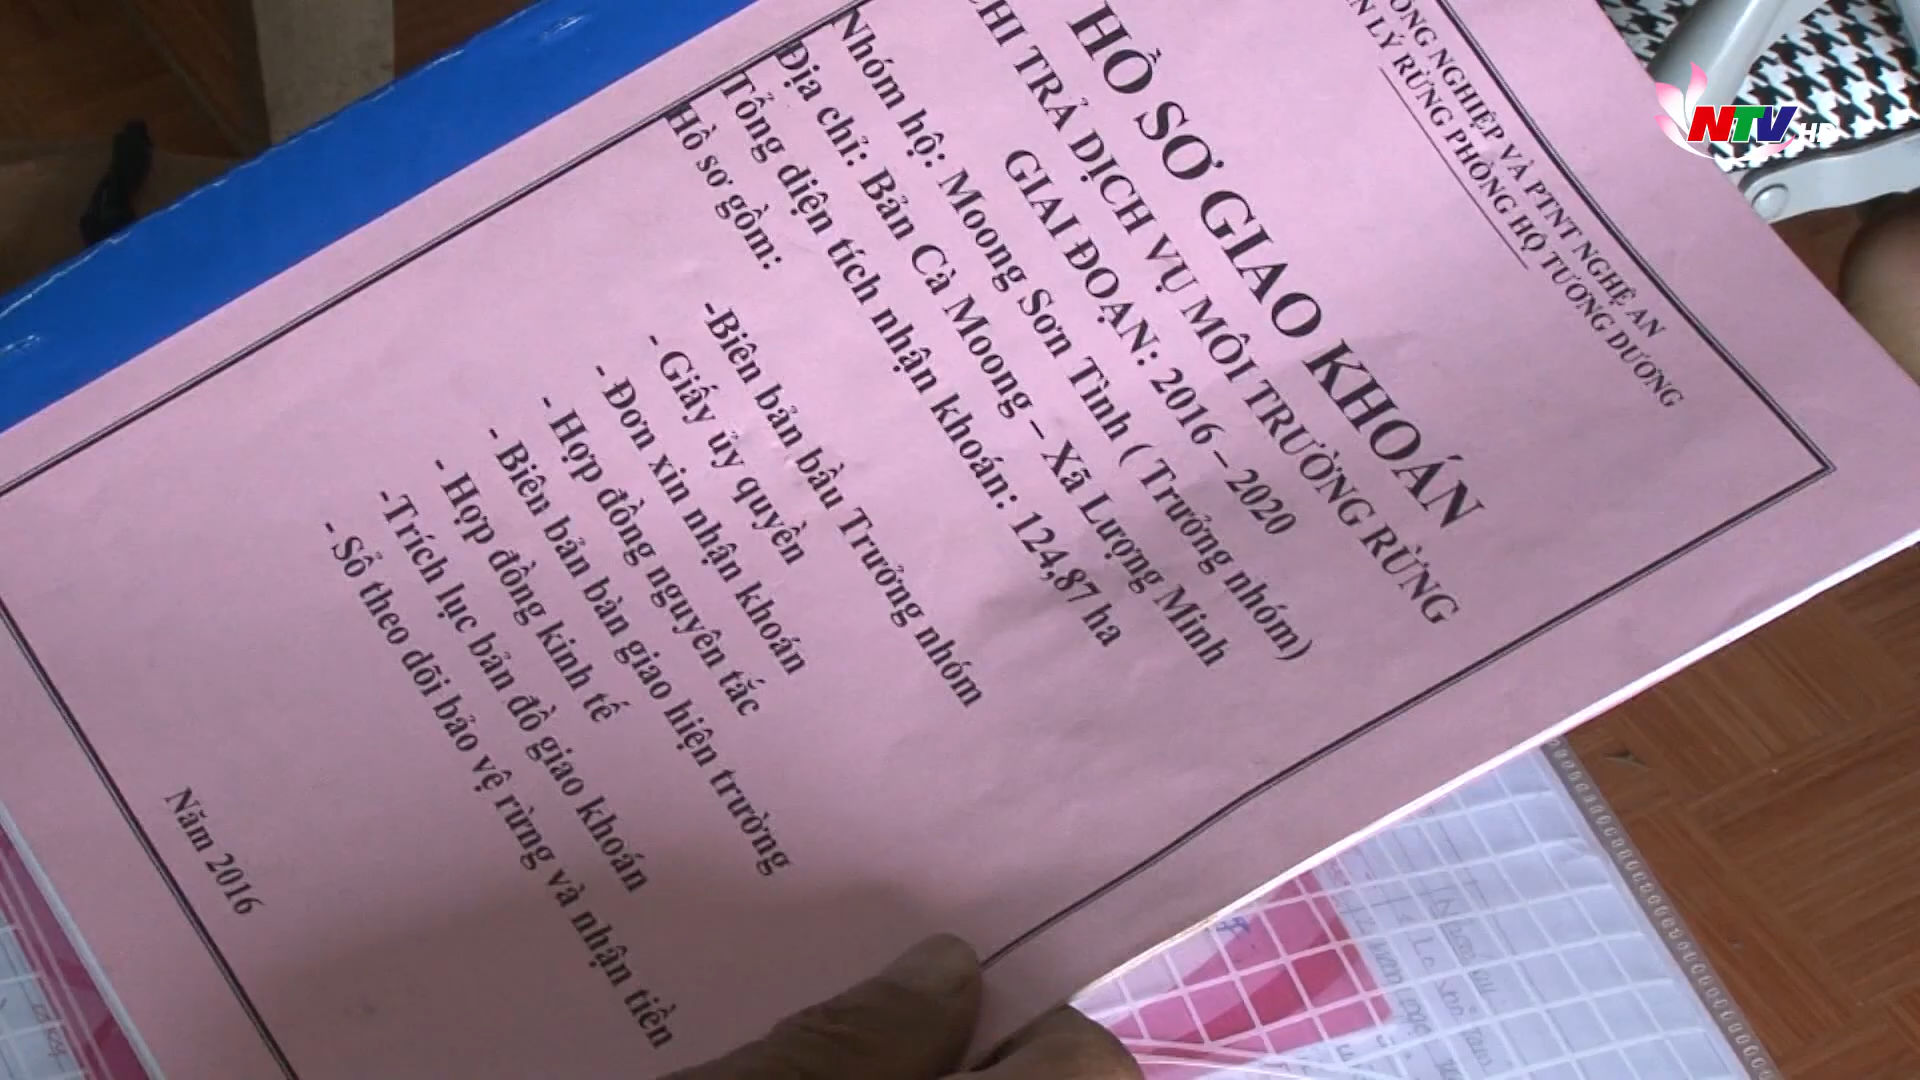 NÔNG NGHIỆP VÀ PTNT NGHỆ AN
LÝ RỪNG PHÒNG HỘ TƯƠNG DƯƠNG
HỒ SƠ GIAO KHOÁN
CHI TRẢ DỊCH VỤ MÔI TRƯỜNG RỪNG
GIAI ĐOẠN: 2016 – 2020
Nhóm hộ: Moong Sơn Tình ( Trưởng nhóm)
Địa chỉ: Bản Cà Moong – Xã Lượng Minh
Tổng diện tích nhận khoán: 124,87 ha
Hồ sơ gồm:
-Biên bản bầu Trưởng nhóm
- Giấy ủy quyền
- Đơn xin nhận khoán
- Hợp đồng nguyên tắc
- Biên bản bàn giao hiện trường
- Hợp đồng kinh tế
-Trích lục bản đồ giao khoán
- Sổ theo dõi bảo vệ rừng và nhận tiền
Năm 2016
NTV HD